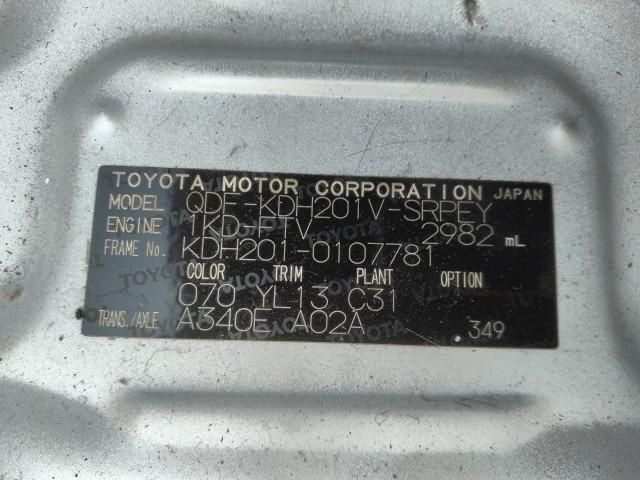 TOYOTA MOTOR CORPORATION JAPAN
MODEL QDF-KDH201V-SRPEY
ENGINE 1KD-FTV 2982 mL
FRAME No. KDH201-0107781
COLOR TRIM PLANT OPTION
070 YL13 C31
TRANS./AXLE A340E A02A 349